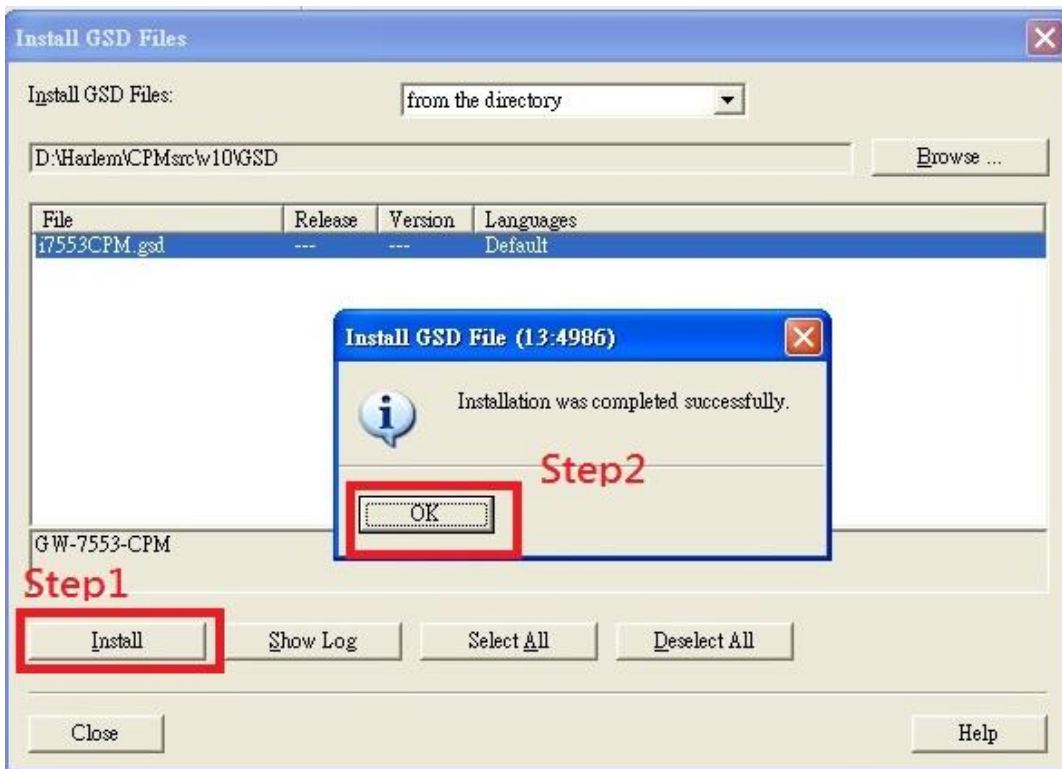 Install GSD Files
Install GSD Files:
from the directory
D:\Harlem\CPMsrc\w10\GSD
Browse ...
File Release Version Languages
i7553CPM.gsd --- --- Default
Install GSD File (13:4986)
Installation was completed successfully.
Step2
OK
GW-7553-CPM
Step1
Install Show Log Select All Deselect All
Close Help